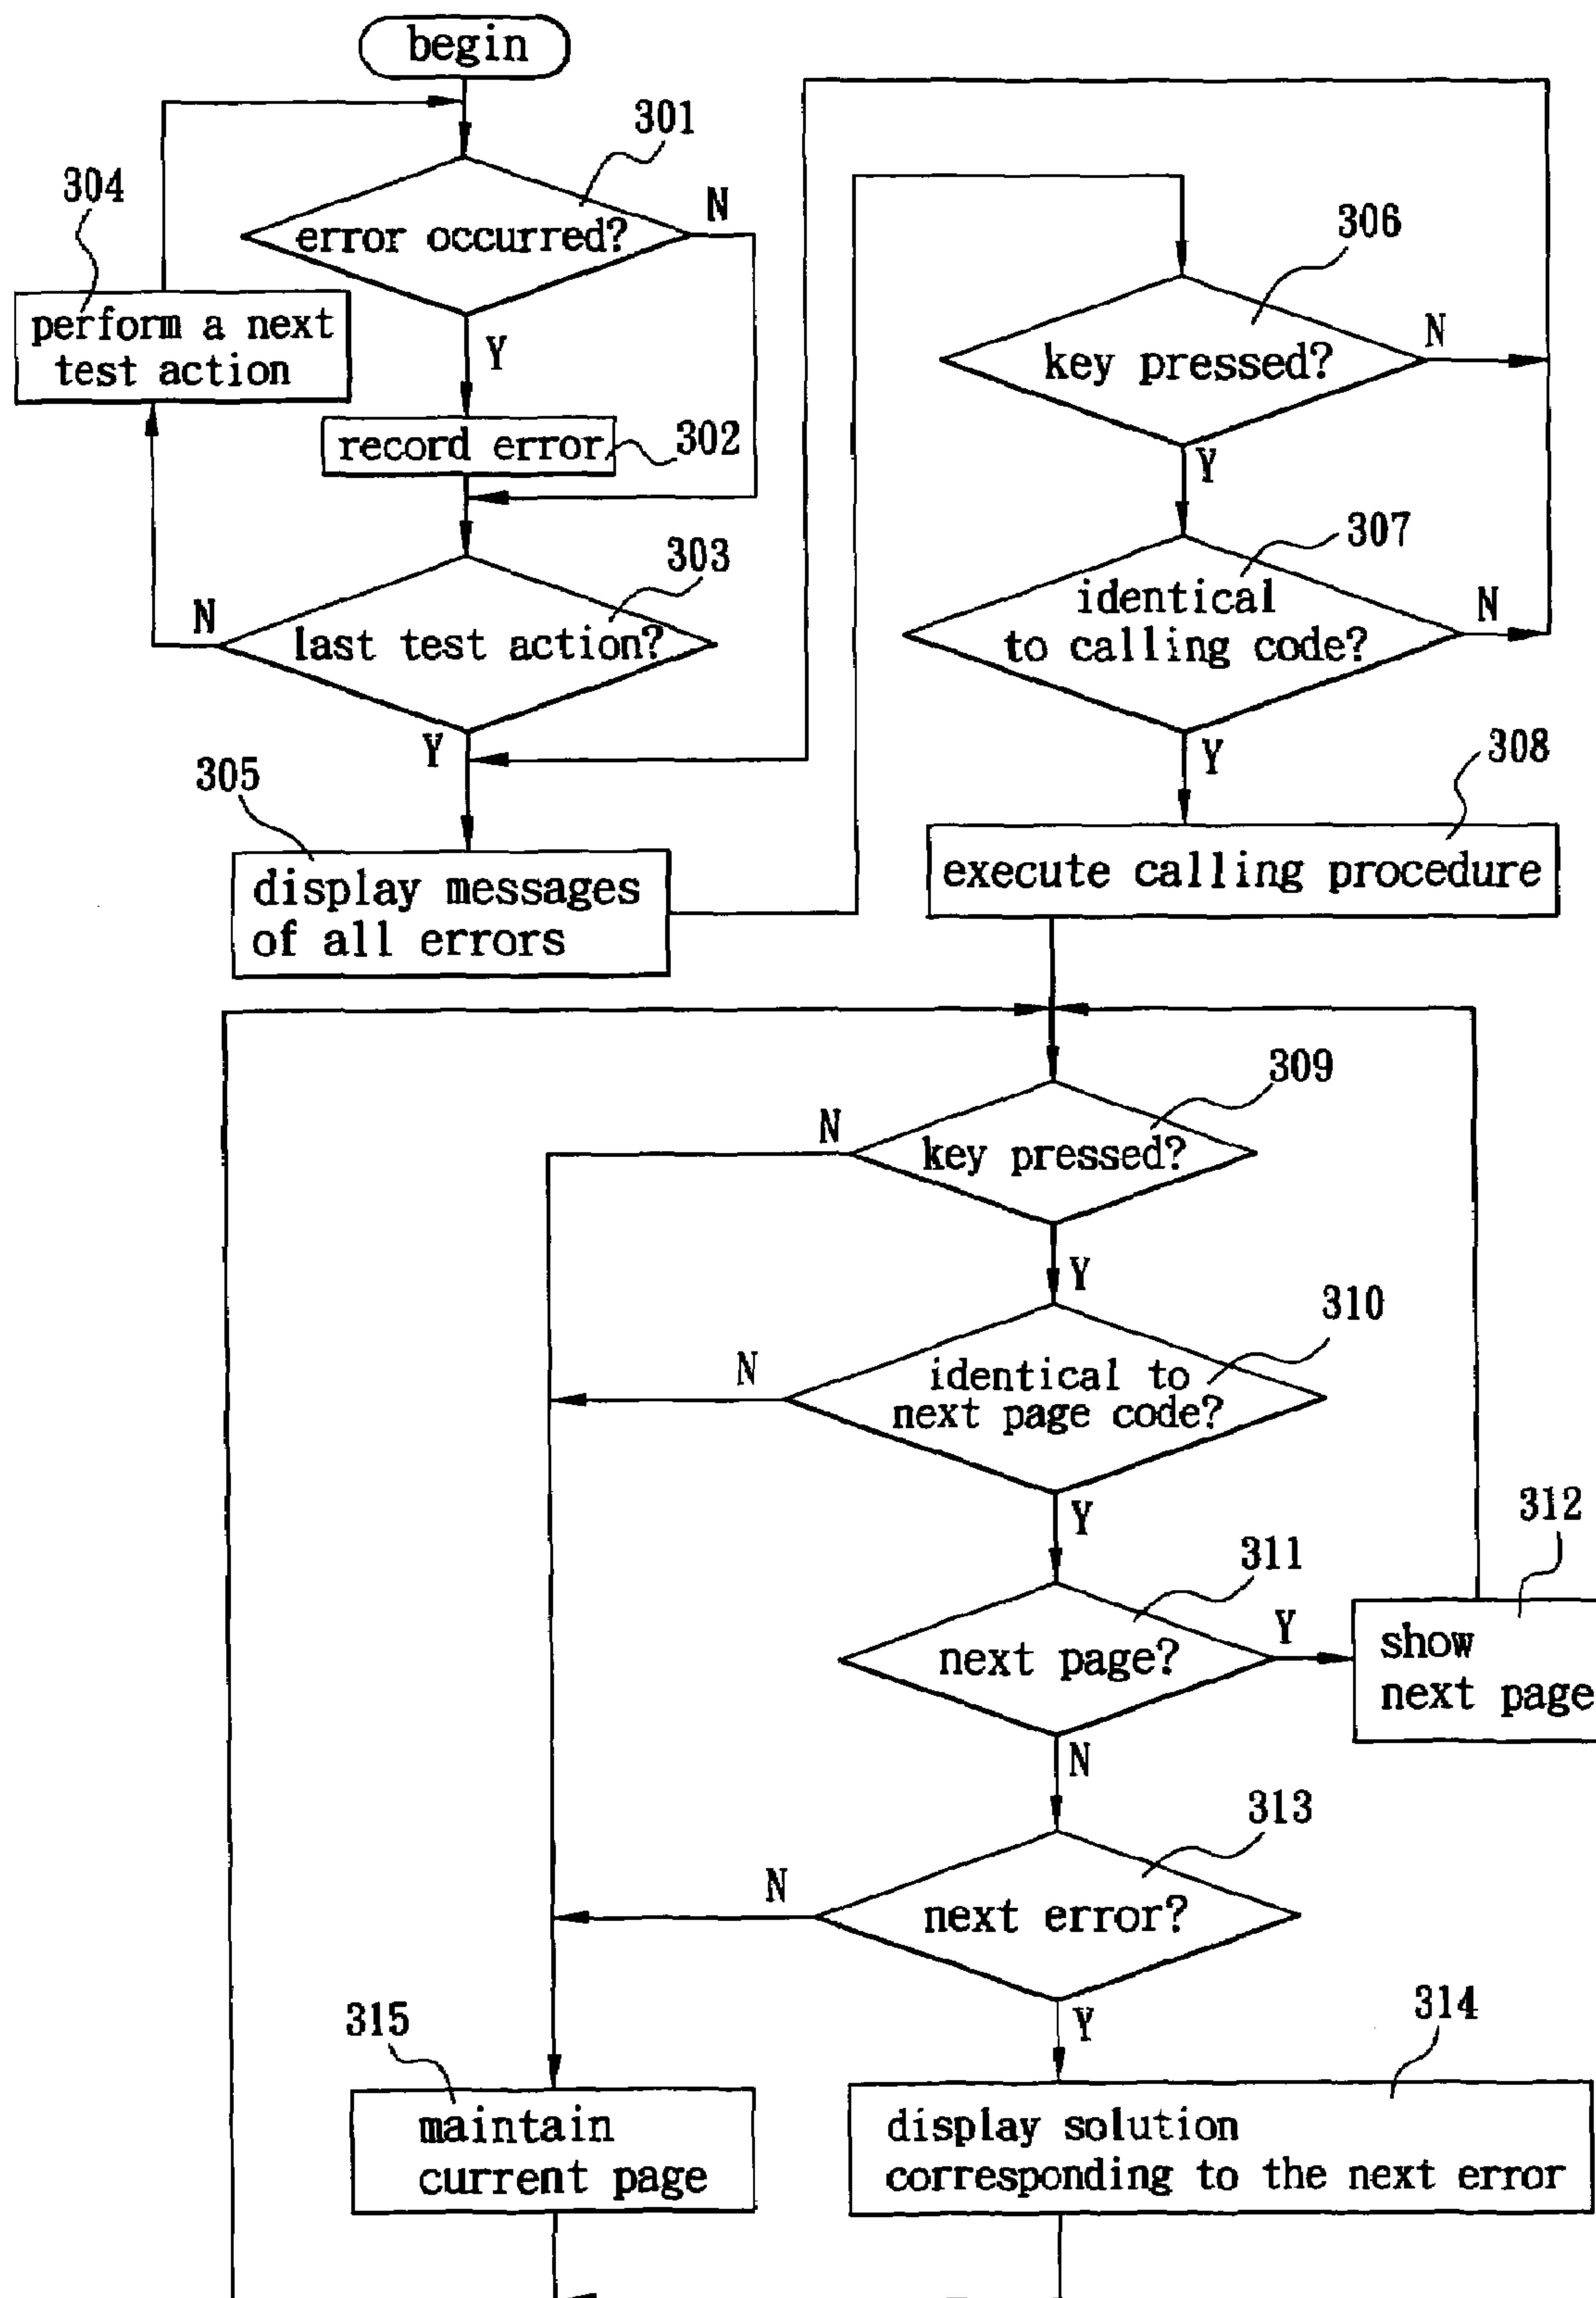 begin
301
error occurred?
N
304
perform a next
test action
Y
record error
302
303
last test action?
N
Y
305
display messages
of all errors
306
key pressed?
N
Y
307
identical
to calling code?
N
Y
308
execute calling procedure
309
key pressed?
N
Y
310
identical to
next page code?
N
Y
311
next page?
Y
312
show
next page
N
313
next error?
N
Y
314
display solution
corresponding to the next error
315
maintain
current page